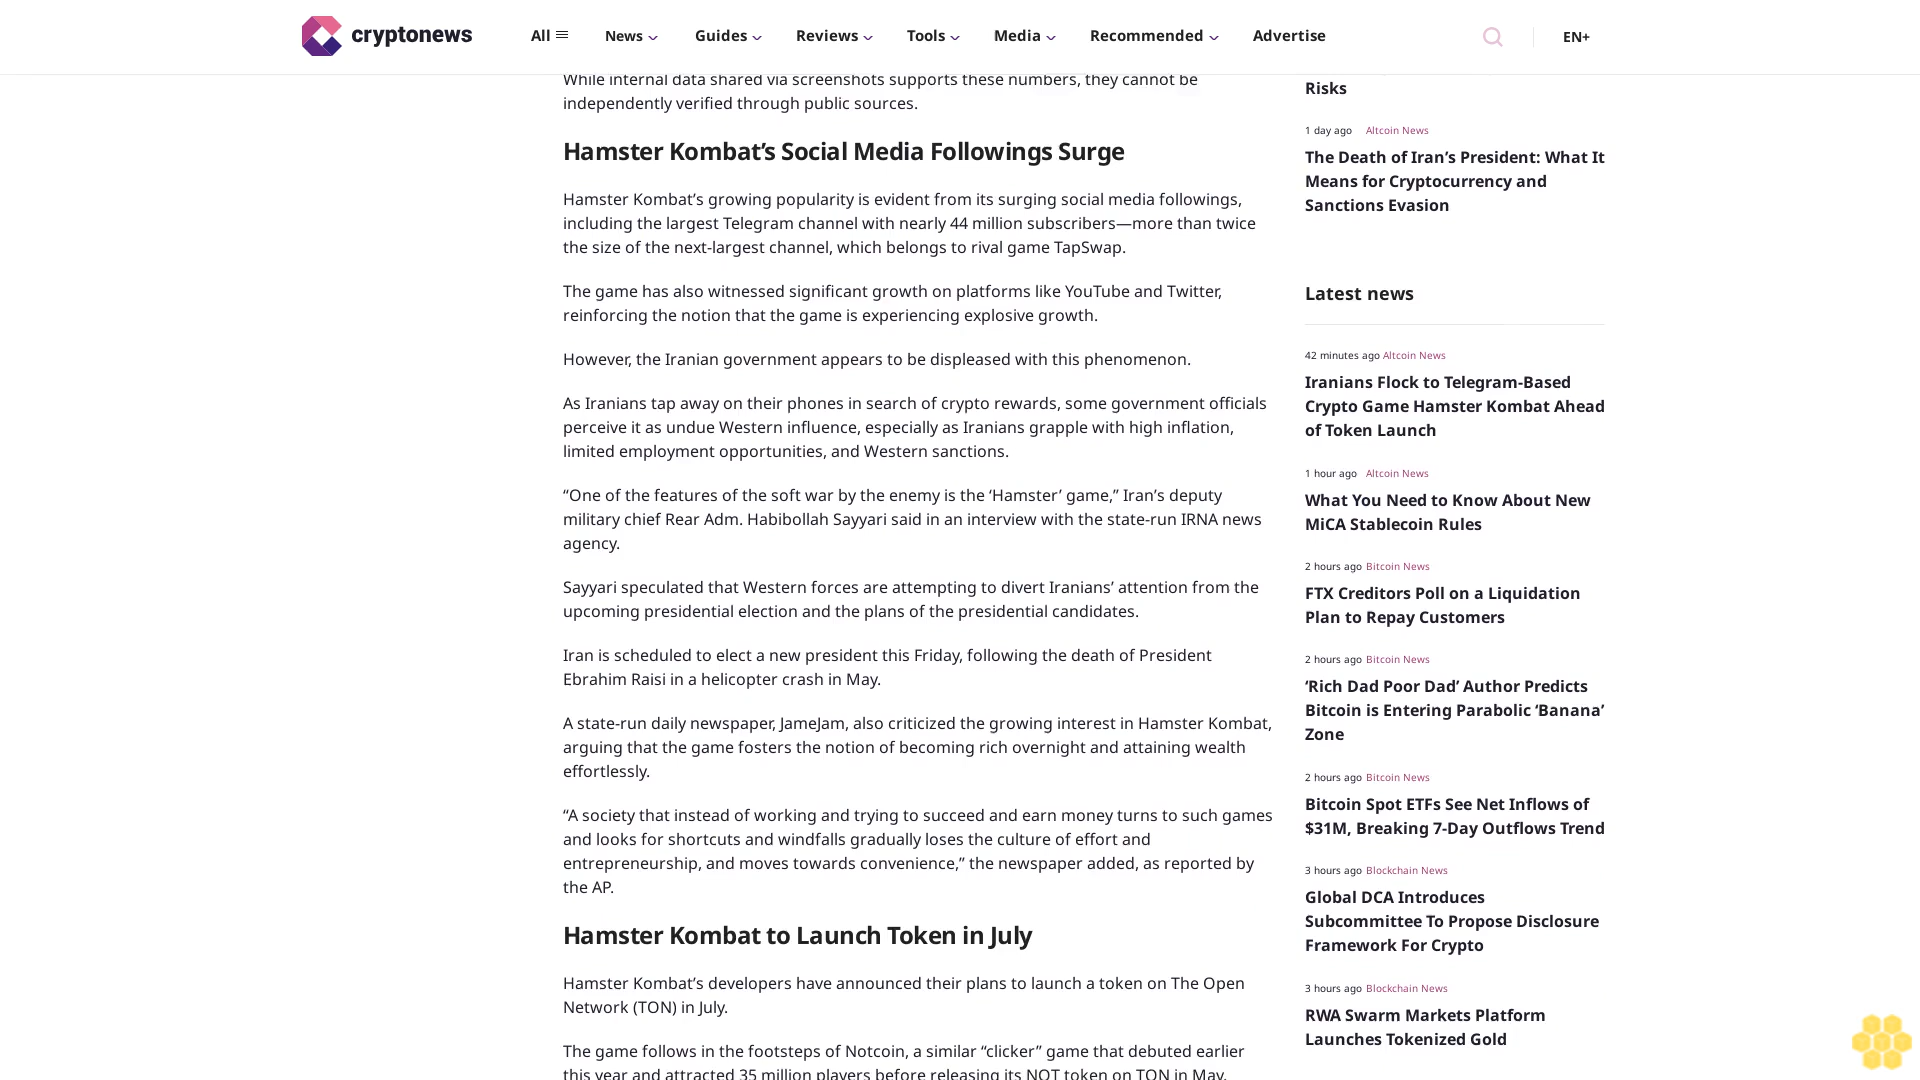 cryptonews
All
News
Guides
Reviews
Tools
Media
Recommended
Advertise
EN+
While internal data shared via screenshots supports these numbers, they cannot be
independently verified through public sources.
Hamster Kombat’s Social Media Followings Surge
Hamster Kombat’s growing popularity is evident from its surging social media followings,
including the largest Telegram channel with nearly 44 million subscribers—more than twice
the size of the next-largest channel, which belongs to rival game TapSwap.
The game has also witnessed significant growth on platforms like YouTube and Twitter,
reinforcing the notion that the game is experiencing explosive growth.
However, the Iranian government appears to be displeased with this phenomenon.
As Iranians tap away on their phones in search of crypto rewards, some government officials
perceive it as undue Western influence, especially as Iranians grapple with high inflation,
limited employment opportunities, and Western sanctions.
“One of the features of the soft war by the enemy is the ‘Hamster’ game,” Iran’s deputy
military chief Rear Adm. Habibollah Sayyari said in an interview with the state-run IRNA news
agency.
Sayyari speculated that Western forces are attempting to divert Iranians’ attention from the
upcoming presidential election and the plans of the presidential candidates.
Iran is scheduled to elect a new president this Friday, following the death of President
Ebrahim Raisi in a helicopter crash in May.
A state-run daily newspaper, JameJam, also criticized the growing interest in Hamster Kombat,
arguing that the game fosters the notion of becoming rich overnight and attaining wealth
effortlessly.
“A society that instead of working and trying to succeed and earn money turns to such games
and looks for shortcuts and windfalls gradually loses the culture of effort and
entrepreneurship, and moves towards convenience,” the newspaper added, as reported by
the AP.
Hamster Kombat to Launch Token in July
Hamster Kombat’s developers have announced their plans to launch a token on The Open
Network (TON) in July.
The game follows in the footsteps of Notcoin, a similar “clicker” game that debuted earlier
this year and attracted 35 million players before releasing its NOT token on TON in May.
Risks
1 day ago Altcoin News
The Death of Iran’s President: What It
Means for Cryptocurrency and
Sanctions Evasion
Latest news
42 minutes ago Altcoin News
Iranians Flock to Telegram-Based
Crypto Game Hamster Kombat Ahead
of Token Launch
1 hour ago Altcoin News
What You Need to Know About New
MiCA Stablecoin Rules
2 hours ago Bitcoin News
FTX Creditors Poll on a Liquidation
Plan to Repay Customers
2 hours ago Bitcoin News
‘Rich Dad Poor Dad’ Author Predicts
Bitcoin is Entering Parabolic ‘Banana’
Zone
2 hours ago Bitcoin News
Bitcoin Spot ETFs See Net Inflows of
$31M, Breaking 7-Day Outflows Trend
3 hours ago Blockchain News
Global DCA Introduces
Subcommittee To Propose Disclosure
Framework For Crypto
3 hours ago Blockchain News
RWA Swarm Markets Platform
Launches Tokenized Gold